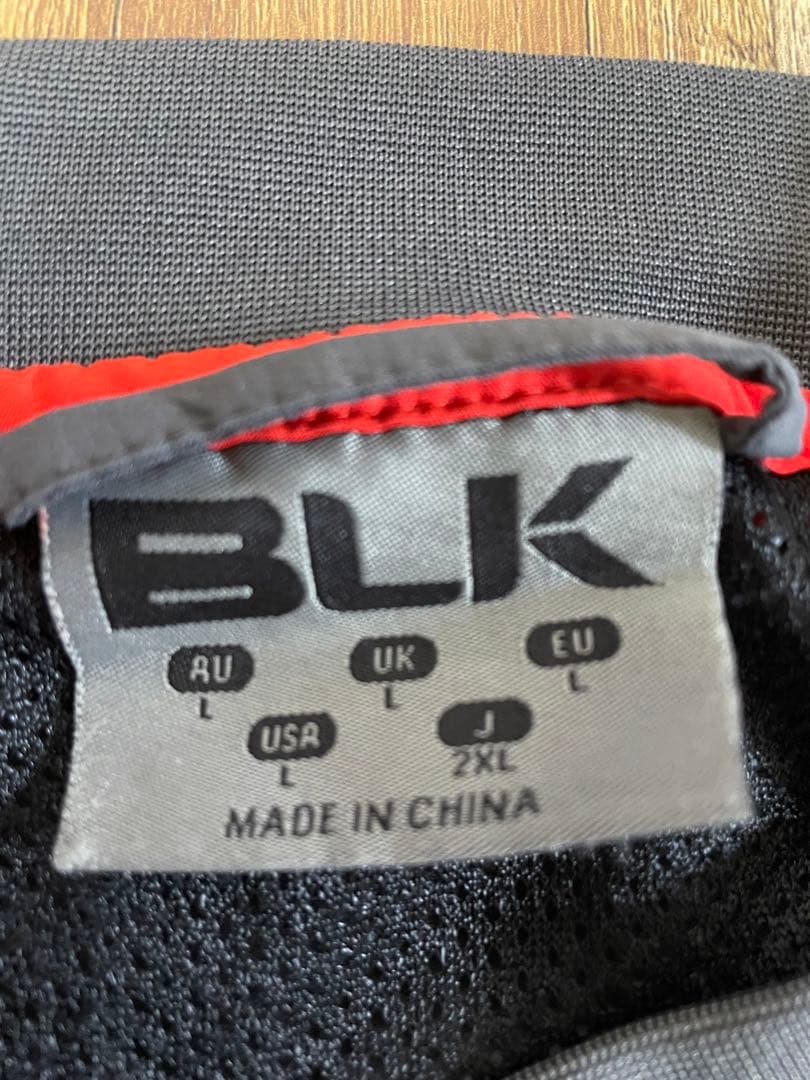 BLK
AU UK EU
L L L
USA J
L 2XL
MADE IN CHINA